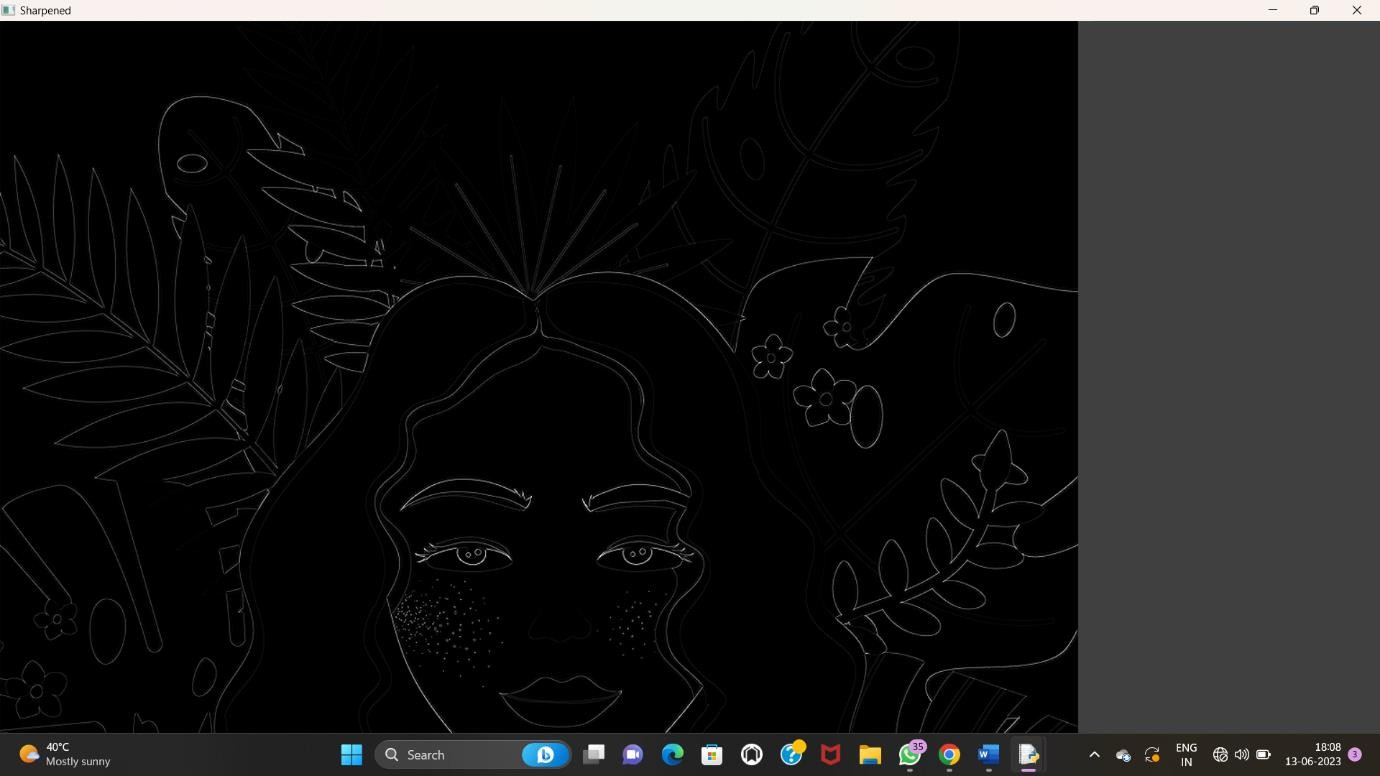 Sharpened
40°C
Mostly sunny
Search
35
ENG
IN
18:08
13-06-2023
3